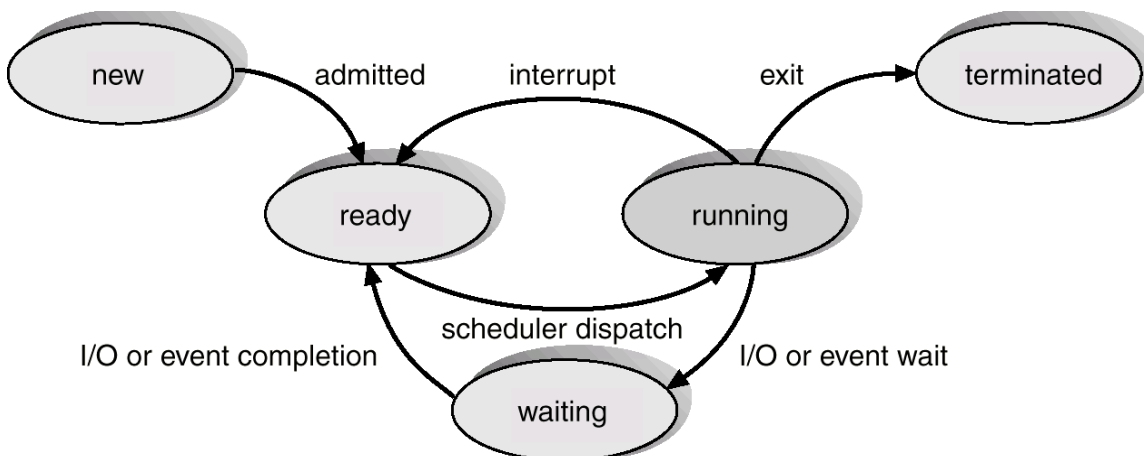 new
admitted
interrupt
exit
terminated
ready
running
scheduler dispatch
I/O or event completion
I/O or event wait
waiting